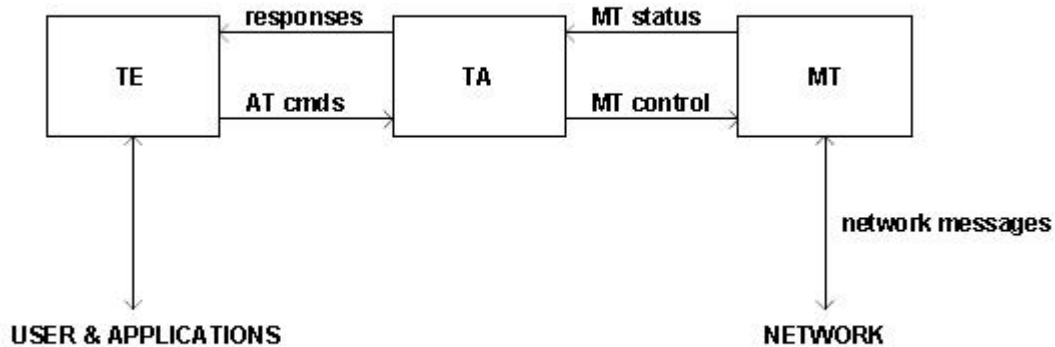 responses
MT status
TE
TA
MT
AT cmds
MT control
network messages
USER & APPLICATIONS
NETWORK